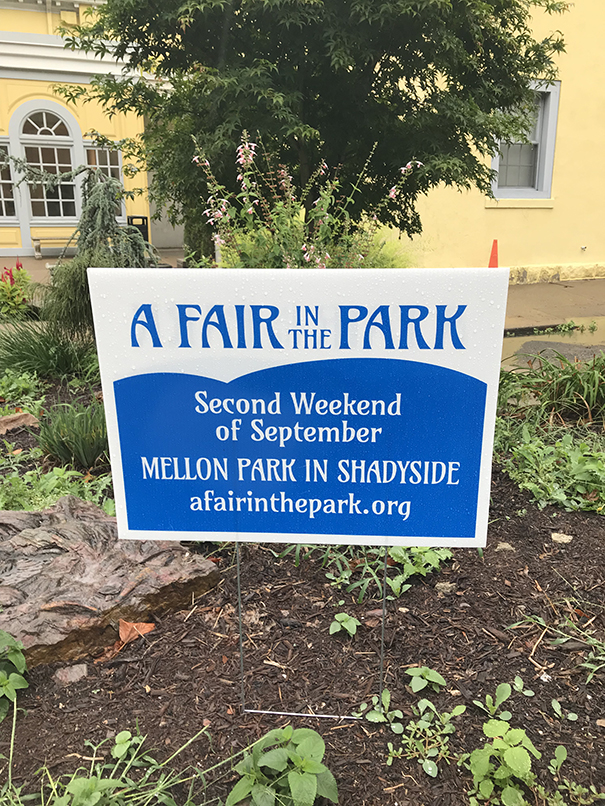 A FAIR IN THE PARK
Second Weekend
of September
MELLON PARK IN SHADYSIDE
afairinthepark.org